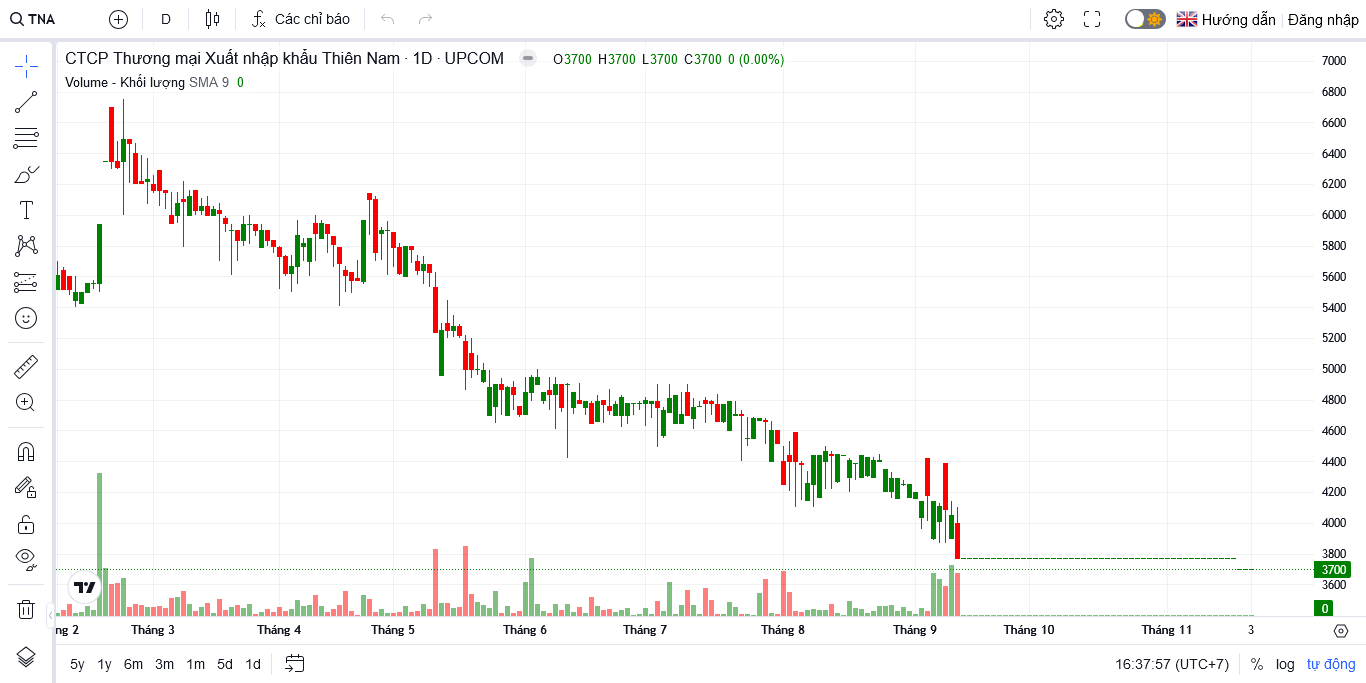 TNA
D
Các chỉ báo
Hướng dẫn
Đăng nhập
CTCP Thương mại Xuất nhập khẩu Thiên Nam · 1D · UPCOM
O3700 H3700 L3700 C3700 0 (0.00%)
Volume - Khối lượng SMA 9 0
7000
6800
6600
6400
6200
6000
5800
5600
5400
5200
5000
4800
4600
4400
4200
4000
3800
3700
3600
0
ng 2 Tháng 3 Tháng 4 Tháng 5 Tháng 6 Tháng 7 Tháng 8 Tháng 9 Tháng 10 Tháng 11 3
5y 1y 6m 3m 1m 5d 1d
16:37:57 (UTC+7) % log tự động